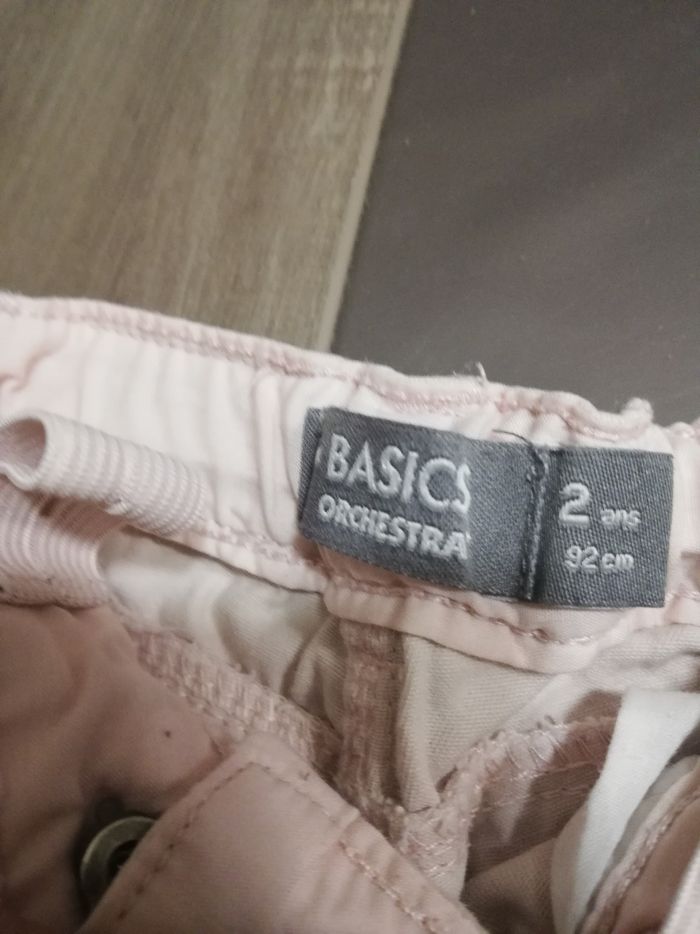 BASICS
ORCHESTRA
2 ans
92 cm